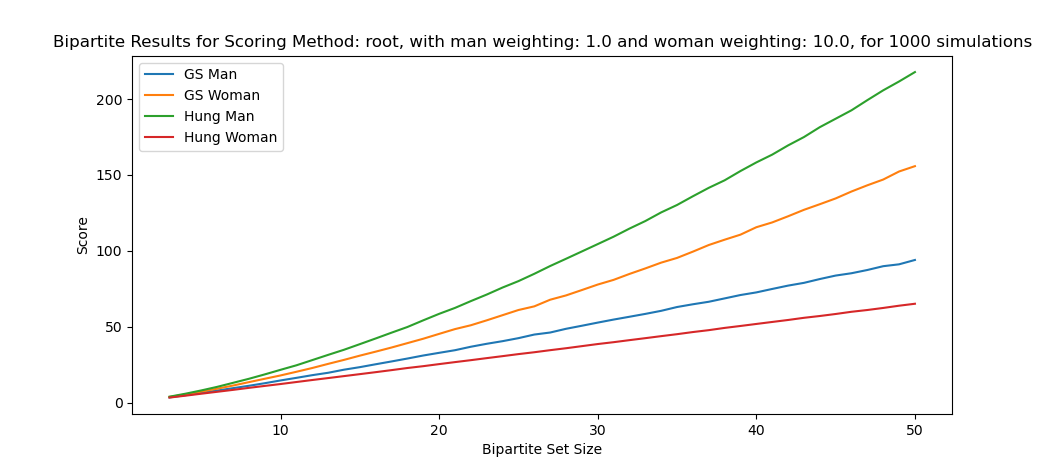 Bipartite Results for Scoring Method: root, with man weighting: 1.0 and woman weighting: 10.0, for 1000 simulations
GS Man
GS Woman
Hung Man
Hung Woman
200
150
100
50
0
Score
10 20 30 40 50
Bipartite Set Size